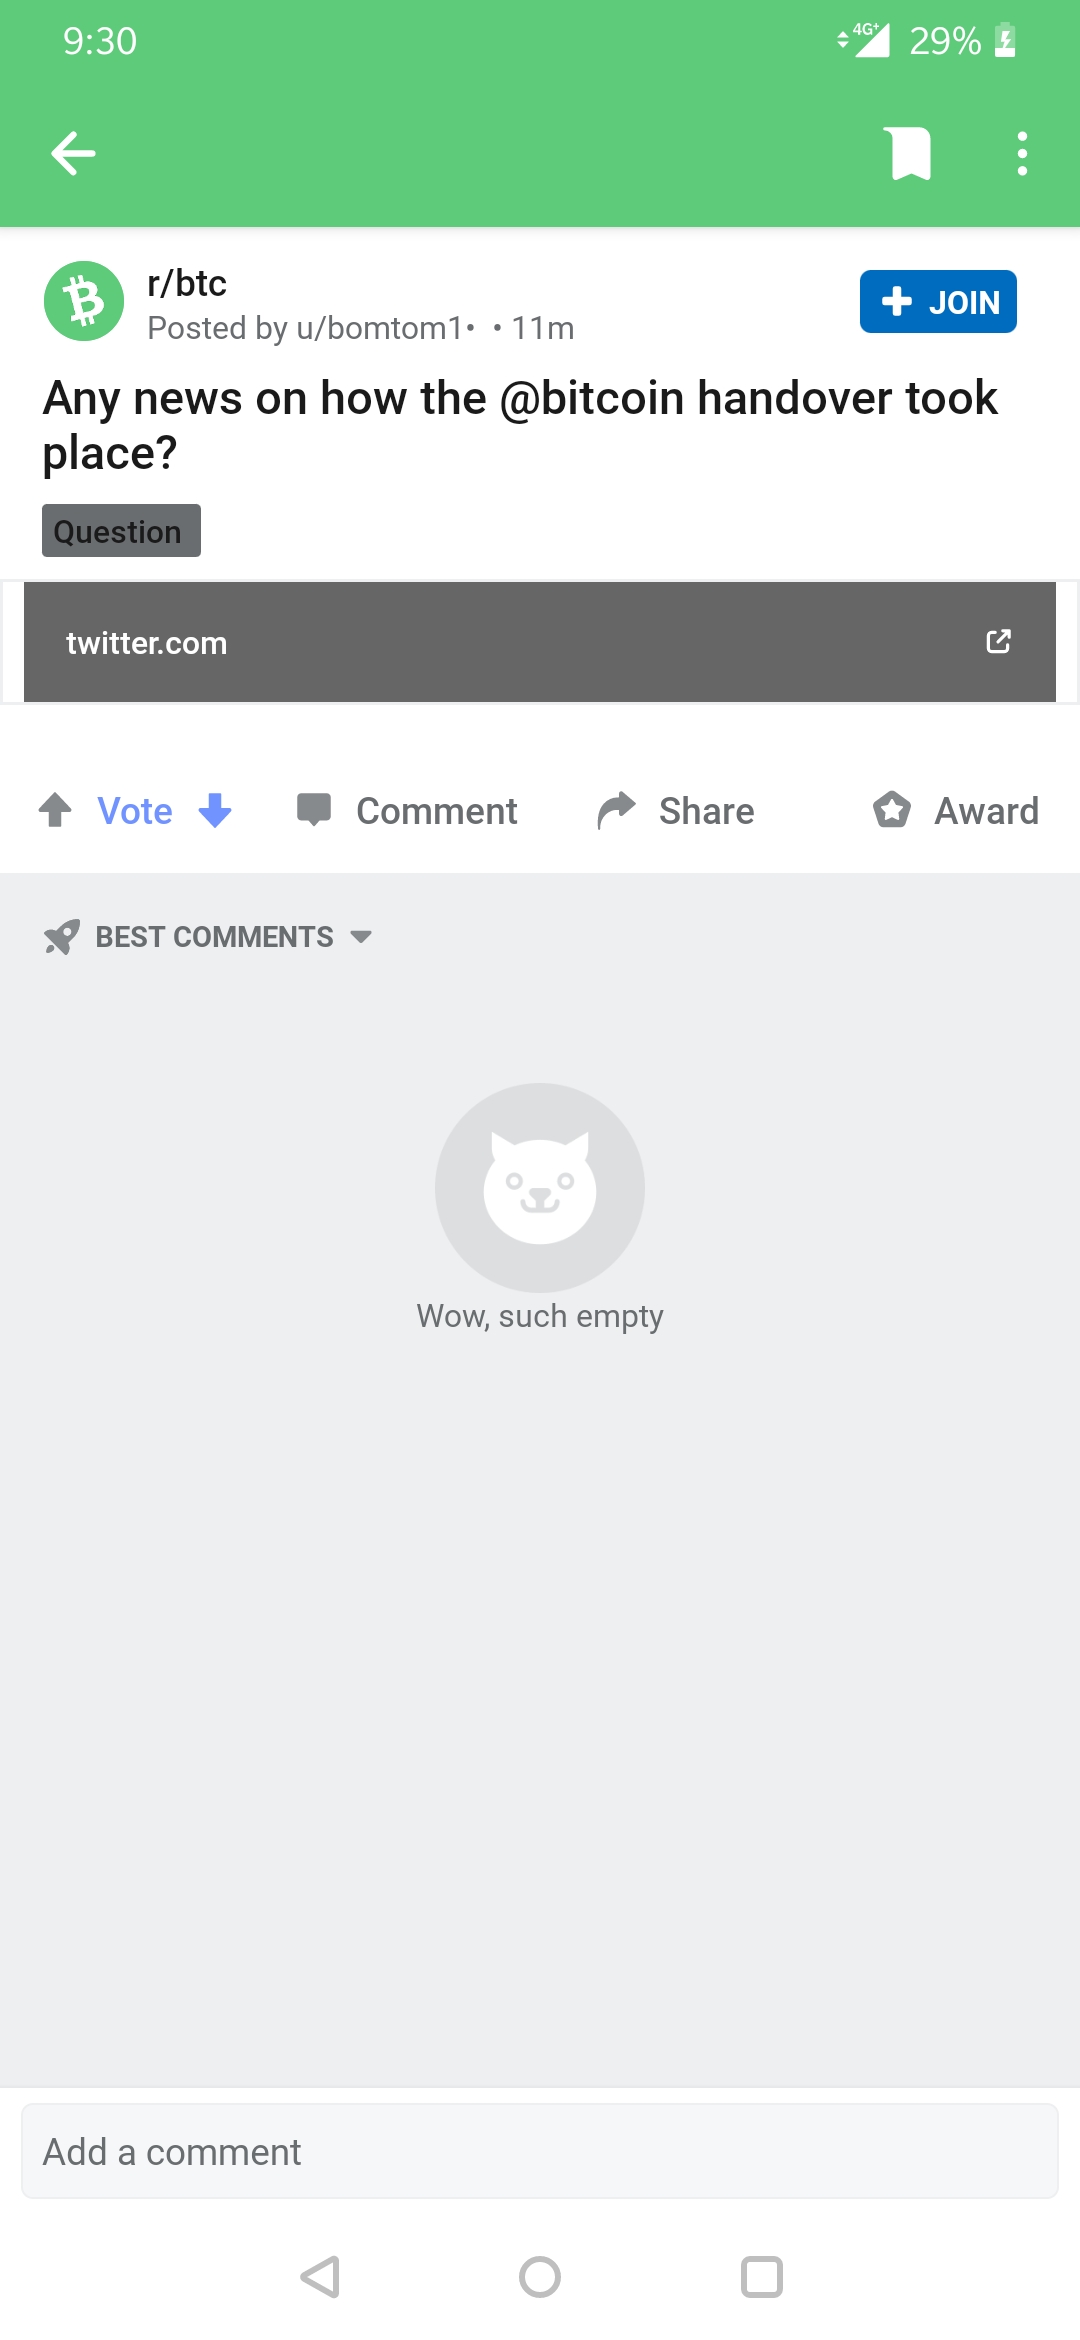 9:30
4G+ 29%
r/btc
Posted by u/bomtom1• • 11m
JOIN
Any news on how the @bitcoin handover took
place?
Question
twitter.com
Vote
Comment
Share
Award
BEST COMMENTS
Wow, such empty
Add a comment